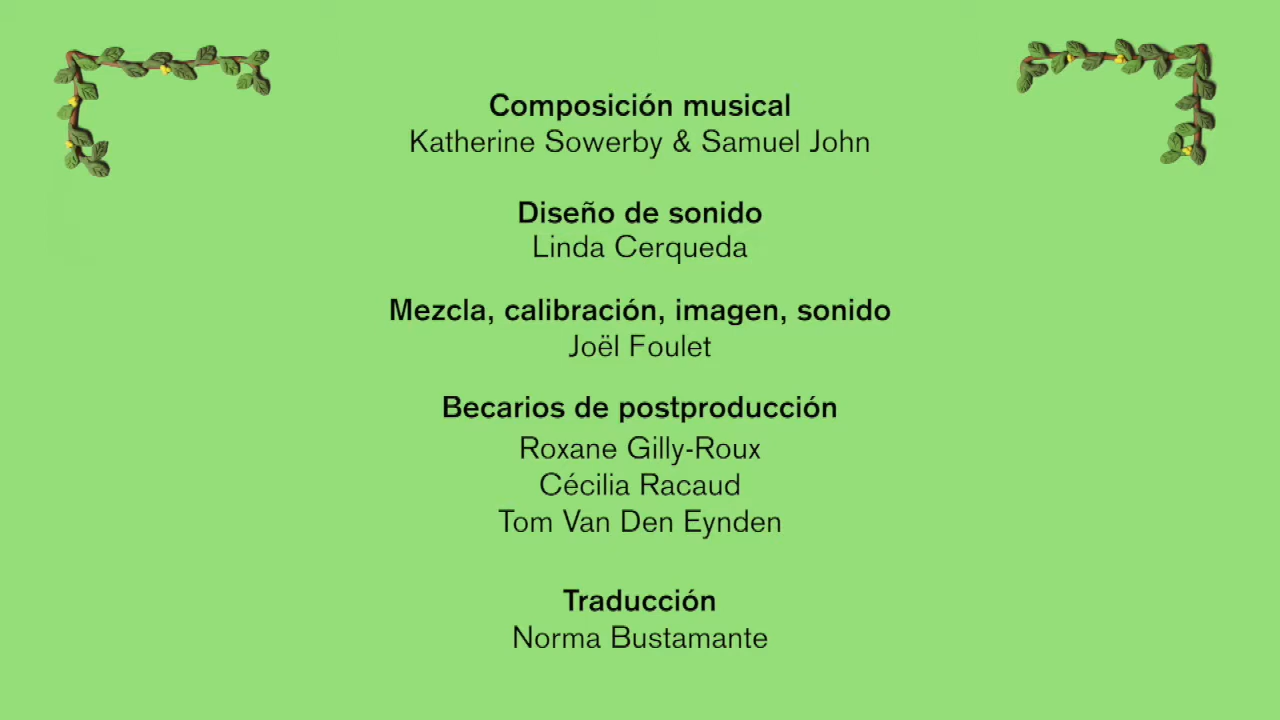 Composición musical
Katherine Sowerby & Samuel John
Diseño de sonido
Linda Cerqueda
Mezcla, calibración, imagen, sonido
Joël Foulet
Becarios de postproducción
Roxane Gilly-Roux
Cécilia Racaud
Tom Van Den Eynden
Traducción
Norma Bustamante